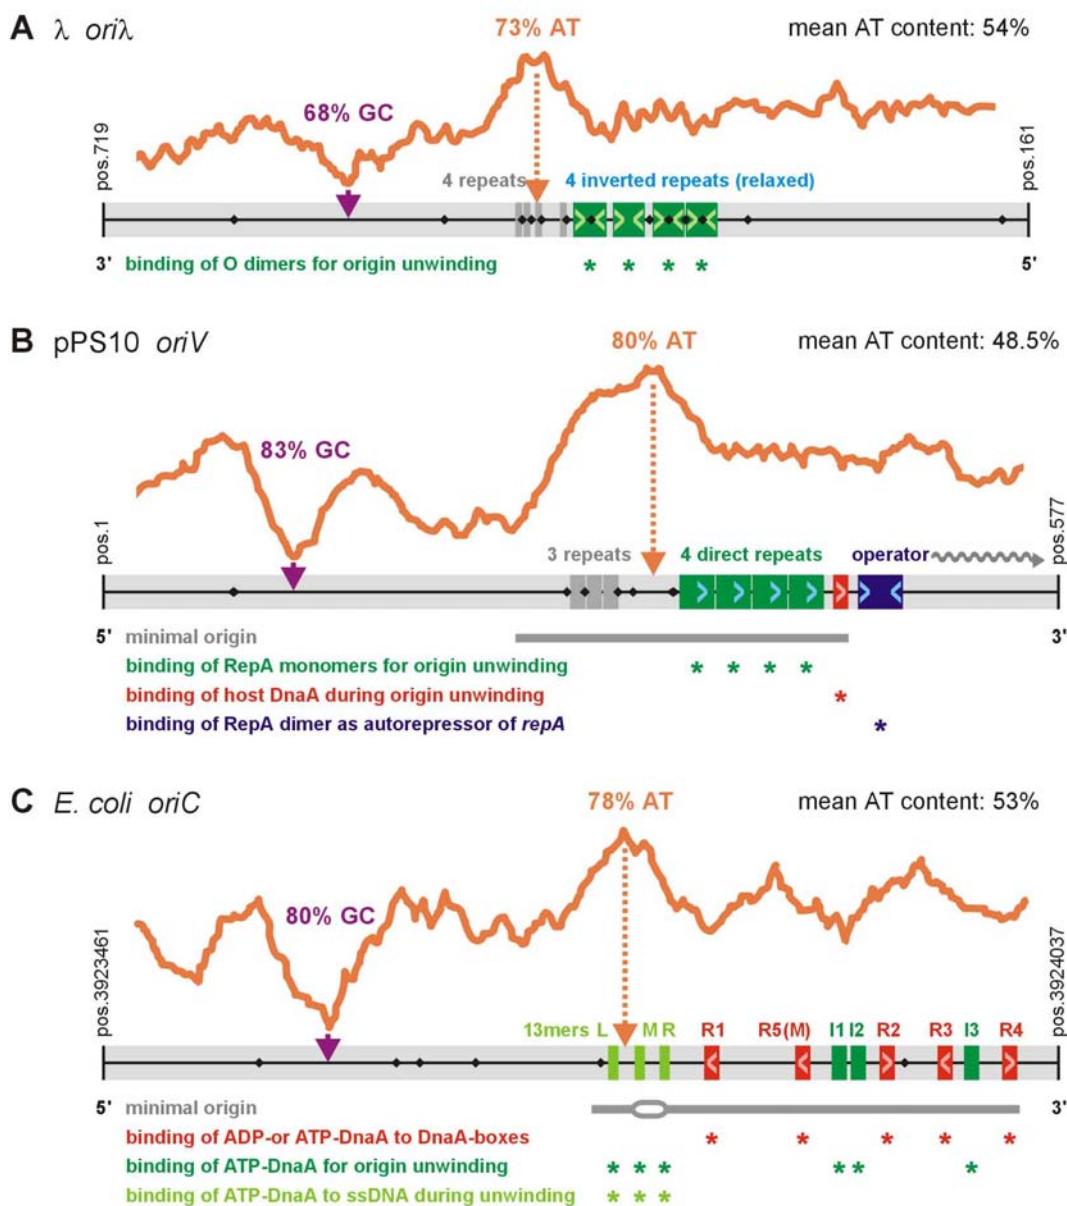 A λ oriλ
73% AT
mean AT content: 54%
68% GC
pos.719
pos.161
4 repeats
4 inverted repeats (relaxed)
3' binding of O dimers for origin unwinding * * * * 5'
B pPS10 oriV
80% AT
mean AT content: 48.5%
83% GC
pos.1
pos.577
3 repeats
4 direct repeats
operator
5' minimal origin 3'
binding of RepA monomers for origin unwinding * * * *
binding of host DnaA during origin unwinding *
binding of RepA dimer as autorepressor of repA *
C E. coli oriC
78% AT
mean AT content: 53%
80% GC
pos.3923461
pos.3924037
13mers L M R R1 R5(M) I1 I2 R2 R3 I3 R4
5' minimal origin 3'
binding of ADP-or ATP-DnaA to DnaA-boxes * * * * *
binding of ATP-DnaA for origin unwinding * * * * * *
binding of ATP-DnaA to ssDNA during unwinding * * *